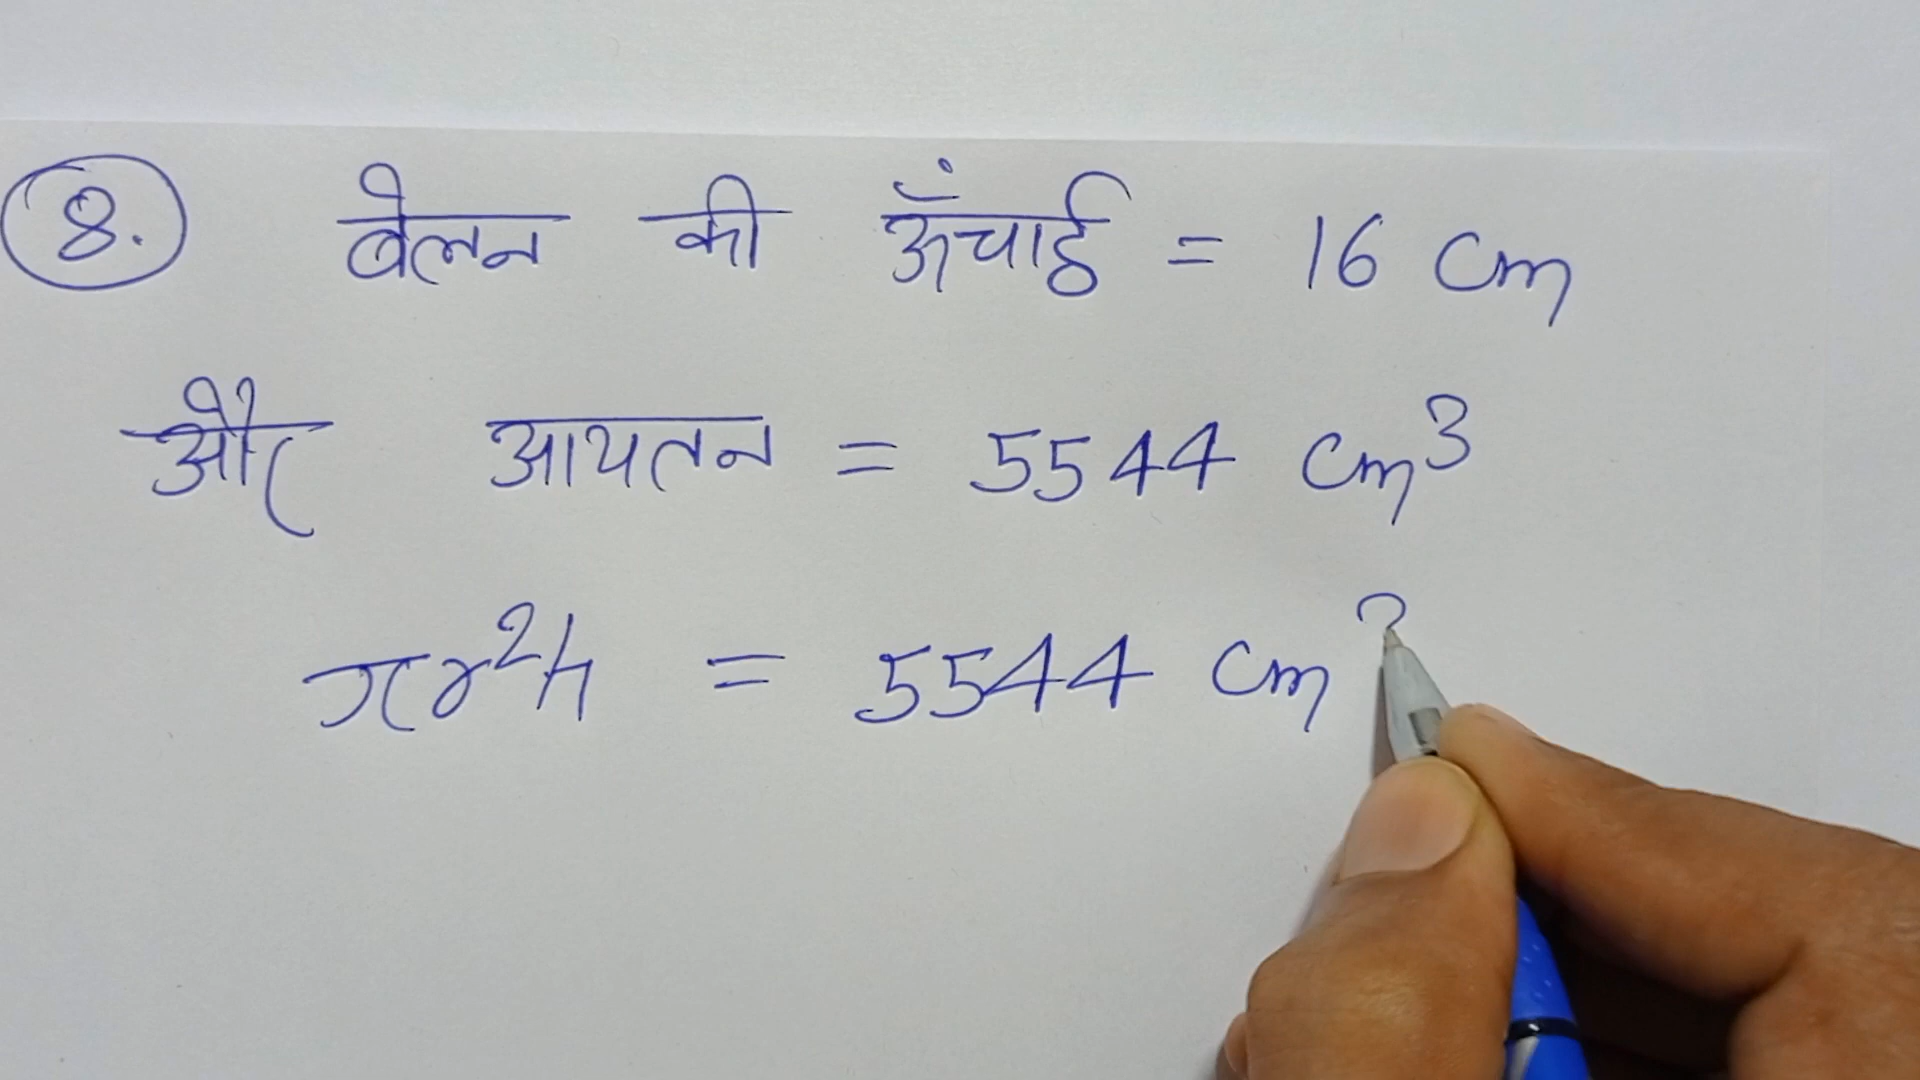 8. बेलन की ऊँचाई = 16 cm
और आयतन = 5544 cm³
πr²h = 5544 cm³